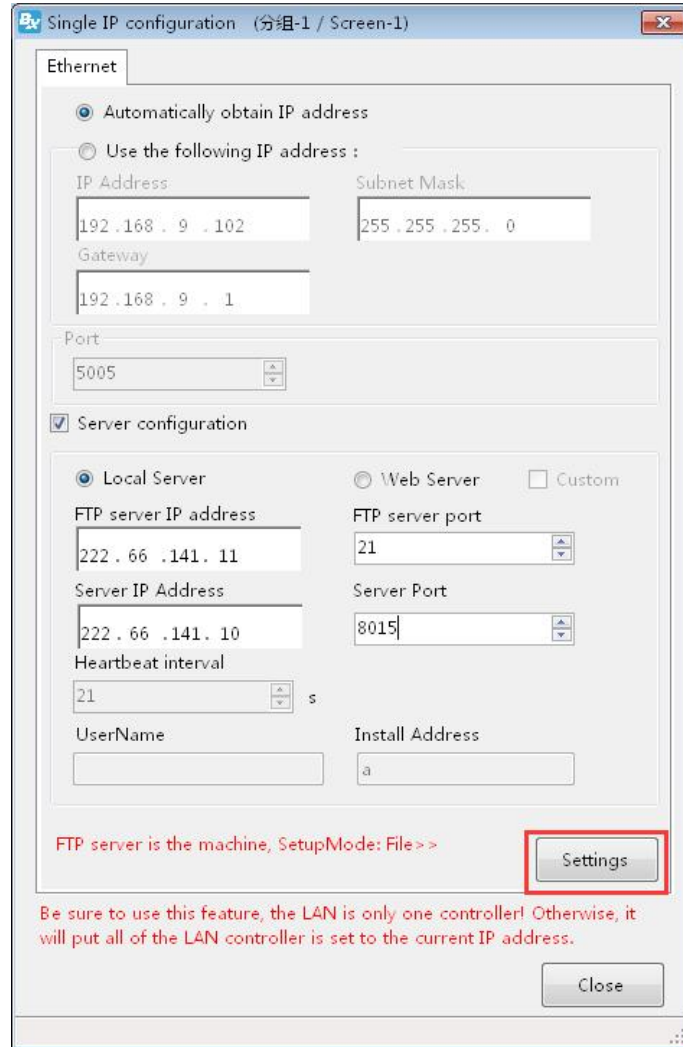 BX Single IP configuration (分组-1 / Screen-1)
Ethernet
Automatically obtain IP address
Use the following IP address :
IP Address Subnet Mask
192 .168 . 9 . 102 255 .255 .255 . 0
Gateway
192 .168 . 9 . 1
Port
5005
Server configuration
Local Server Web Server Custom
FTP server IP address FTP server port
222 . 66 .141 . 11 21
Server IP Address Server Port
222 . 66 .141 . 10 8015
Heartbeat interval
21 s
UserName Install Address
a
FTP server is the machine, SetupMode: File>>
Settings
Be sure to use this feature, the LAN is only one controller! Otherwise, it
will put all of the LAN controller is set to the current IP address.
Close